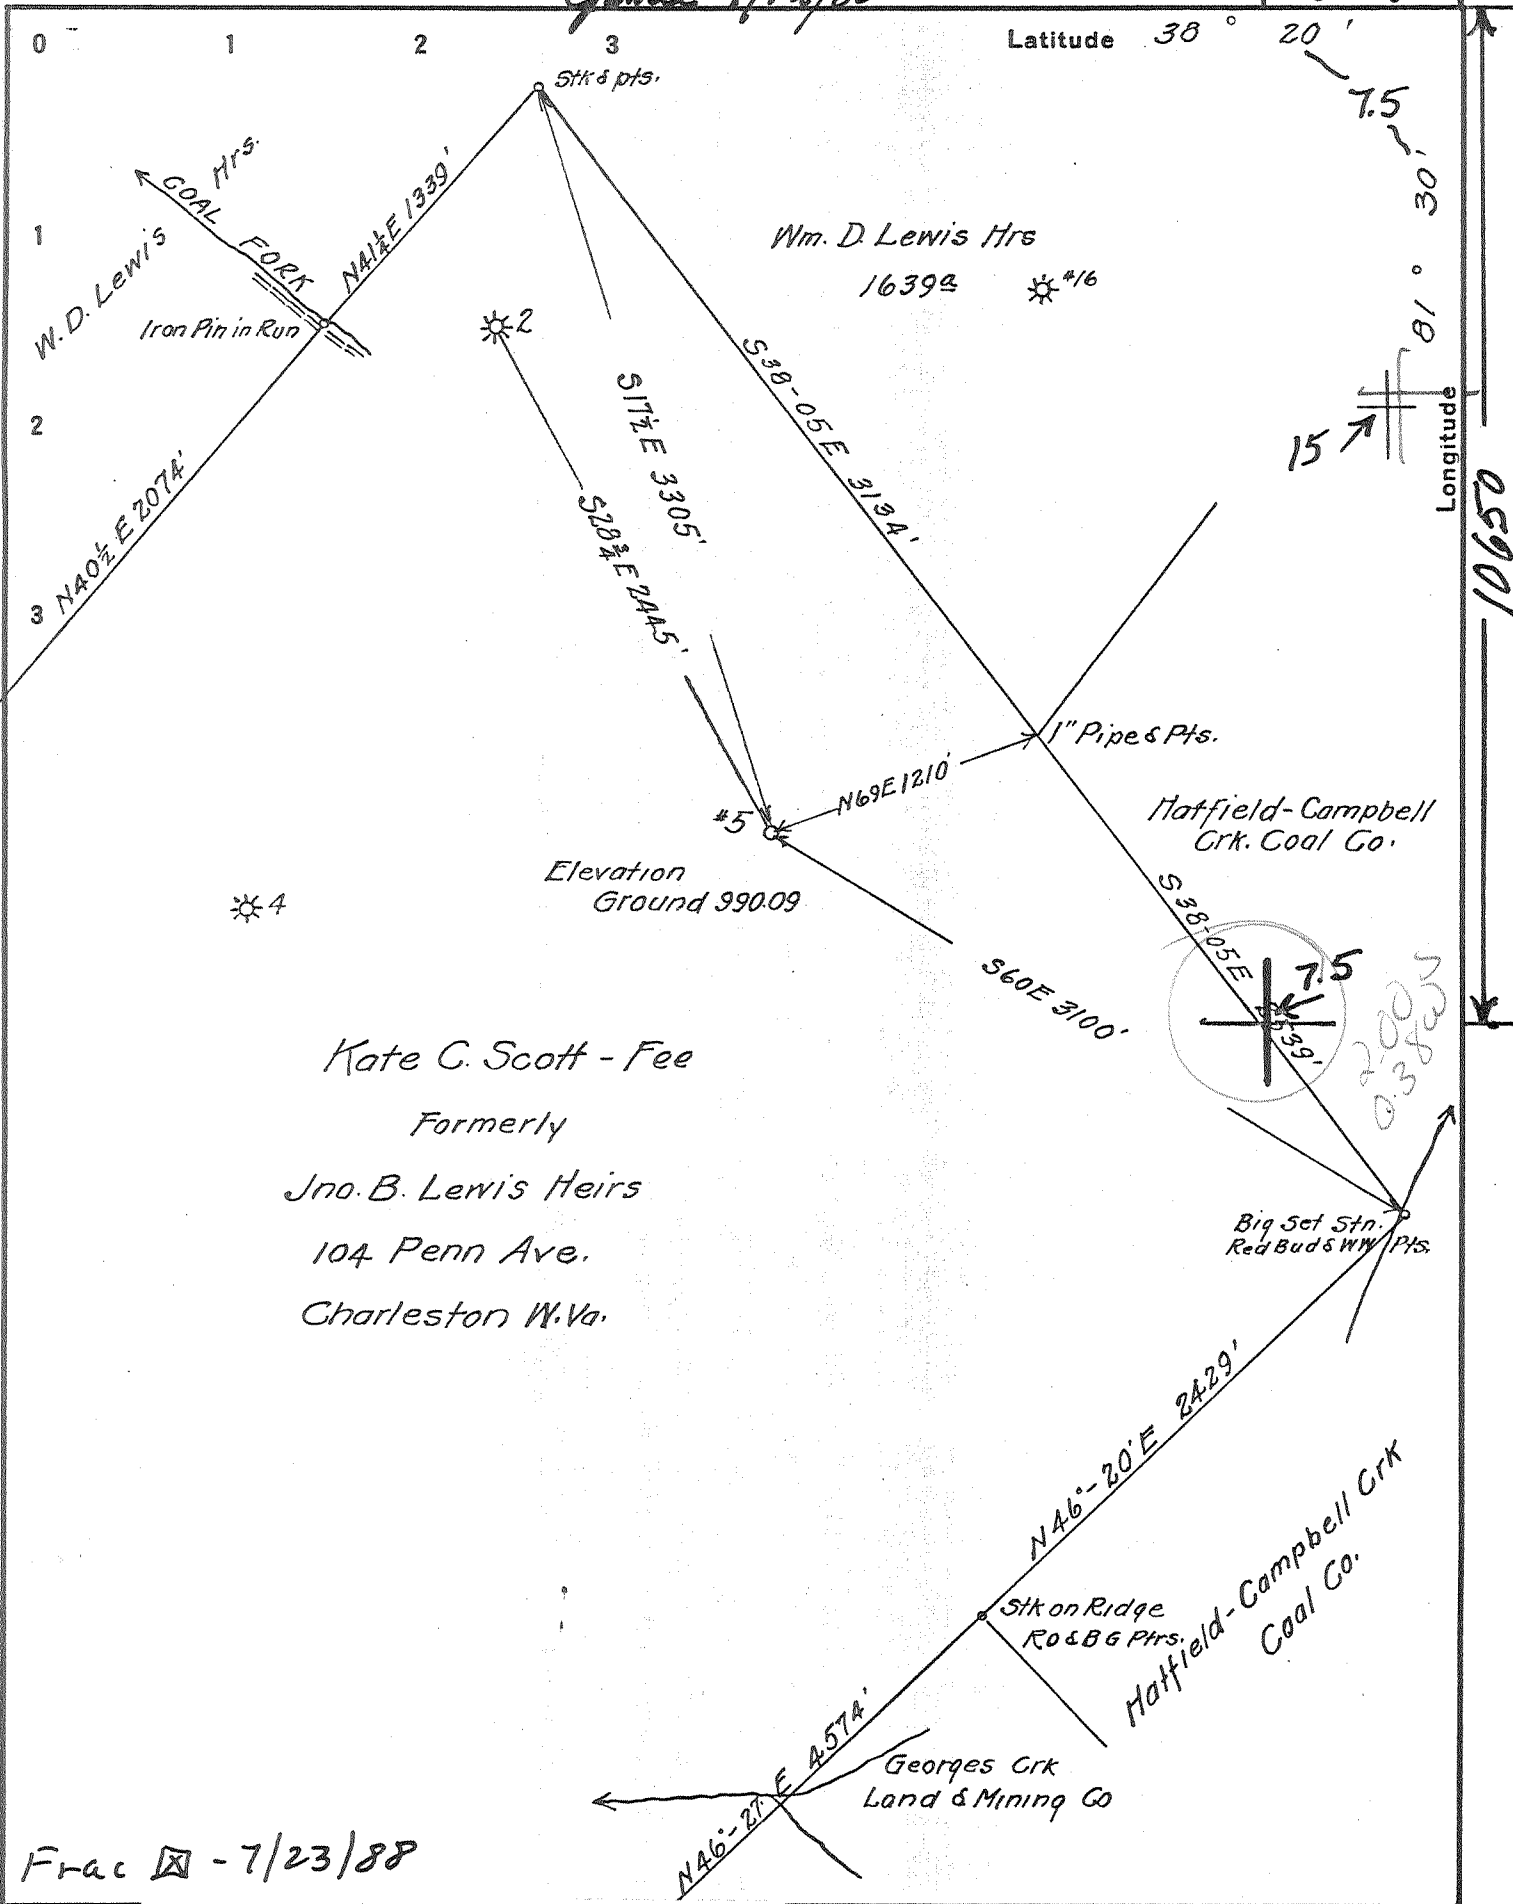 0 1 2 3
Latitude 38 ° 20 '
7.5
81 ° 30'
Longitude
15
10650
Stk & pts.
W. D. Lewis Hrs.
COAL FORK
N41¼E 1339'
1
Iron Pin in Run
2
Wm. D. Lewis Hrs
1639a #16
S38-05E 3134'
S17½E 3305'
S28¾E 2445'
2
N40½E 2074'
3
1" Pipe & Pts.
N69E 1210'
#5
Hatfield-Campbell
Crk. Coal Co.
Elevation
Ground 990.09
4
S38-05E
7.5
S60E 3100'
2.00 S
0.38 W
Kate C. Scott - Fee
Formerly
Jno. B. Lewis Heirs
104 Penn Ave.
Charleston W.Va.
Big Set Stn.
Red Bud & WW Pts.
N46°-20'E 2429'
Hatfield-Campbell Crk
Coal Co.
Stk on Ridge
RO & BG Ptrs.
N46°-27' E 4574'
Georges Crk
Land & Mining Co
Frac - 7/23/88